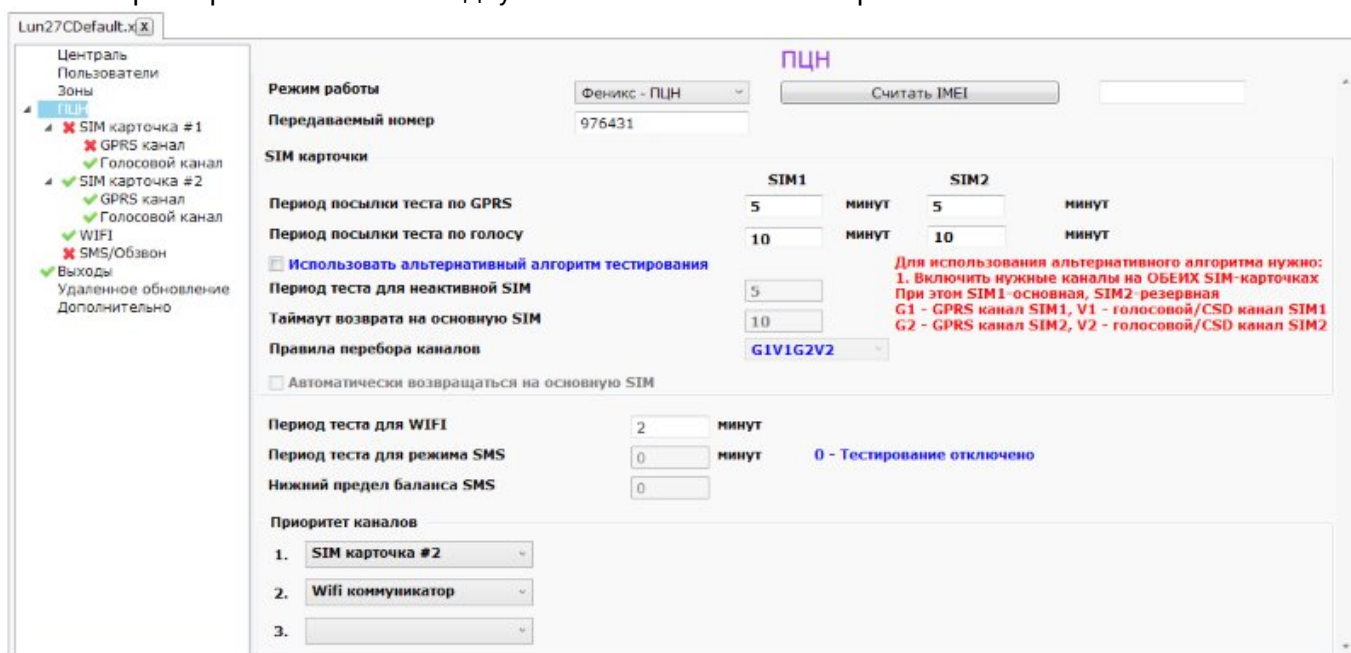 Lun27CDefault.x X
Централь
Пользователи
Зоны
ПЦН
SIM карточка #1
GPRS канал
Голосовой канал
SIM карточка #2
GPRS канал
Голосовой канал
WIFI
SMS/Обзвон
Выходы
Удаленное обновление
Дополнительно
ПЦН
Режим работы Феникс - ПЦН Считать IMEI
Передаваемый номер 976431
SIM карточки
SIM1 SIM2
Период посылки теста по GPRS 5 минут 5 минут
Период посылки теста по голосу 10 минут 10 минут
Использовать альтернативный алгоритм тестирования
Период теста для неактивной SIM 5
Таймаут возврата на основную SIM 10
Правила перебора каналов G1V1G2V2
Автоматически возвращаться на основную SIM
Для использования альтернативного алгоритма нужно:
1. Включить нужные каналы на ОБЕИХ SIM-карточках
При этом SIM1-основная, SIM2-резервная
G1 - GPRS канал SIM1, V1 - голосовой/CSD канал SIM1
G2 - GPRS канал SIM2, V2 - голосовой/CSD канал SIM2
Период теста для WIFI 2 минут
Период теста для режима SMS 0 минут 0 - Тестирование отключено
Нижний предел баланса SMS 0
Приоритет каналов
1. SIM карточка #2
2. Wifi коммуникатор
3.